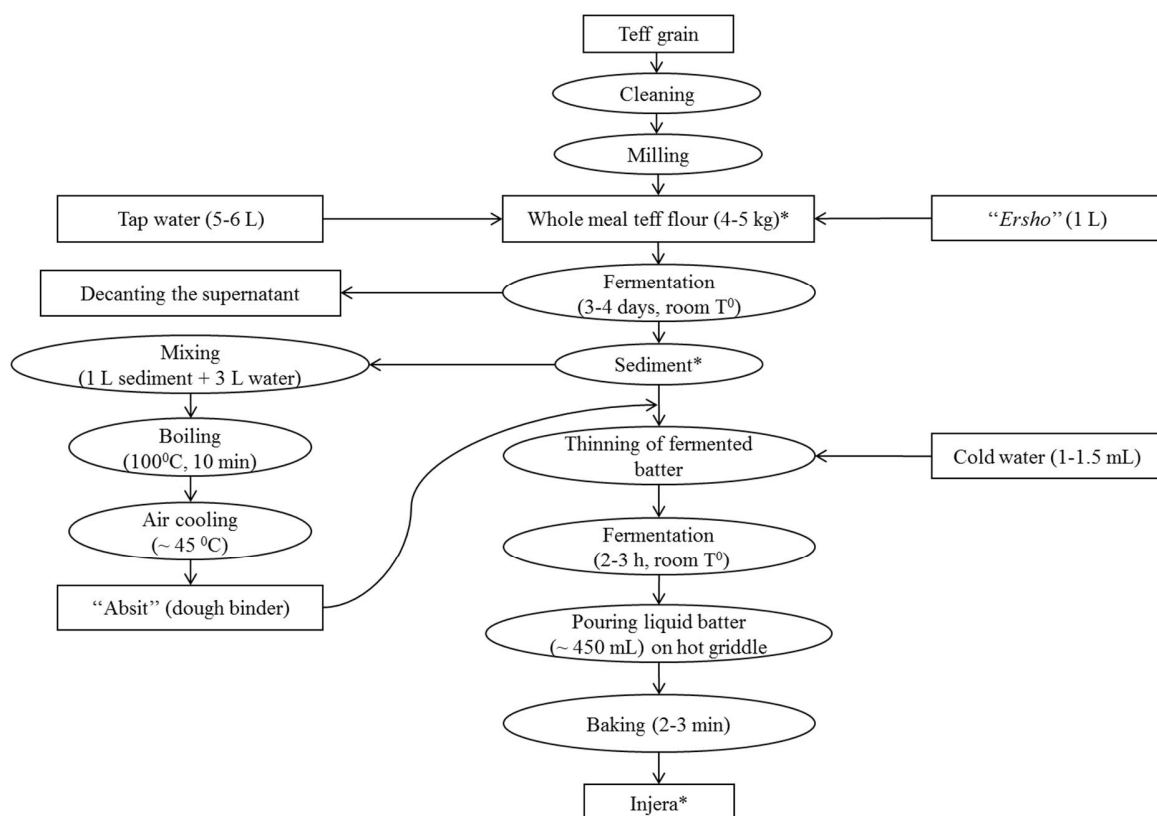 Teff grain
Cleaning
Milling
Tap water (5-6 L)
Whole meal teff flour (4-5 kg)*
“Ersho” (1 L)
Decanting the supernatant
Fermentation
(3-4 days, room T⁰)
Mixing
(1 L sediment + 3 L water)
Sediment*
Boiling
(100⁰C, 10 min)
Thinning of fermented
batter
Cold water (1-1.5 mL)
Air cooling
(~ 45 ⁰C)
Fermentation
(2-3 h, room T⁰)
“Absit” (dough binder)
Pouring liquid batter
(~ 450 mL) on hot griddle
Baking (2-3 min)
Injera*